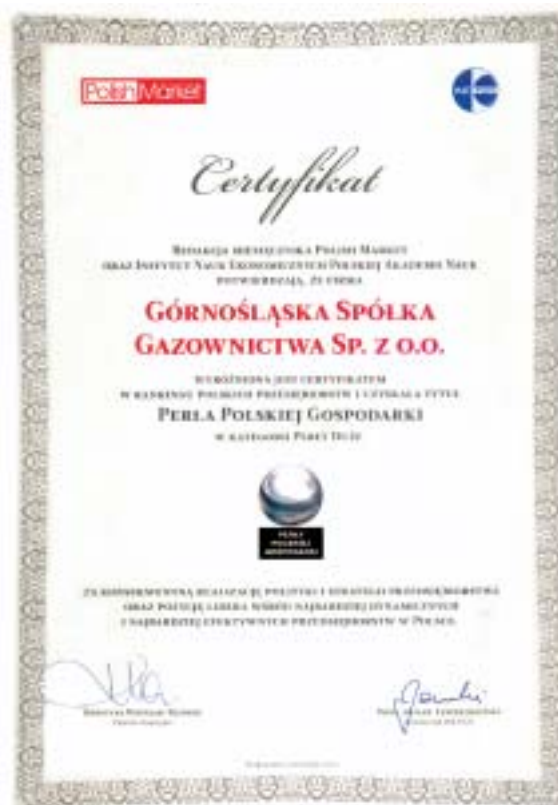 Polish Market
Certyfikat
Redakcja miesięcznika Polish Market
oraz Instytut Nauk Ekonomicznych Polskiej Akademii Nauk
potwierdzają, że firma
Górnośląska Spółka
Gazownictwa Sp. z o.o.
wyróżniona jest certyfikatem
w rankingu polskich przedsiębiorstw i uzyskała tytuł
Perła Polskiej Gospodarki
w kategorii Perły Duże
PERŁA
POLSKIEJ
GOSPODARKI
za konsekwentną realizację polityki i strategii przedsiębiorstwa
oraz pozycję lidera wśród najbardziej dynamicznych
i najbardziej efektywnych przedsiębiorstw w Polsce.